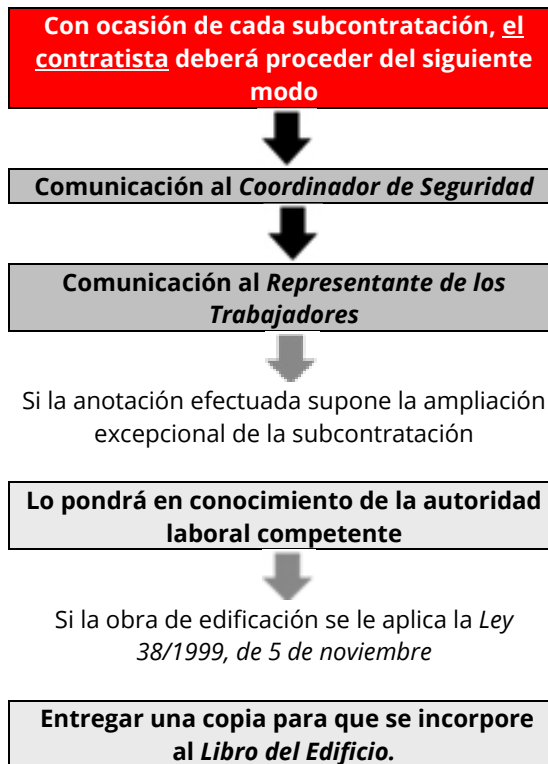 Con ocasión de cada subcontratación, el
contratista deberá proceder del siguiente
modo
Comunicación al Coordinador de Seguridad
Comunicación al Representante de los
Trabajadores
Si la anotación efectuada supone la ampliación
excepcional de la subcontratación
Lo pondrá en conocimiento de la autoridad
laboral competente
Si la obra de edificación se le aplica la Ley
38/1999, de 5 de noviembre
Entregar una copia para que se incorpore
al Libro del Edificio.